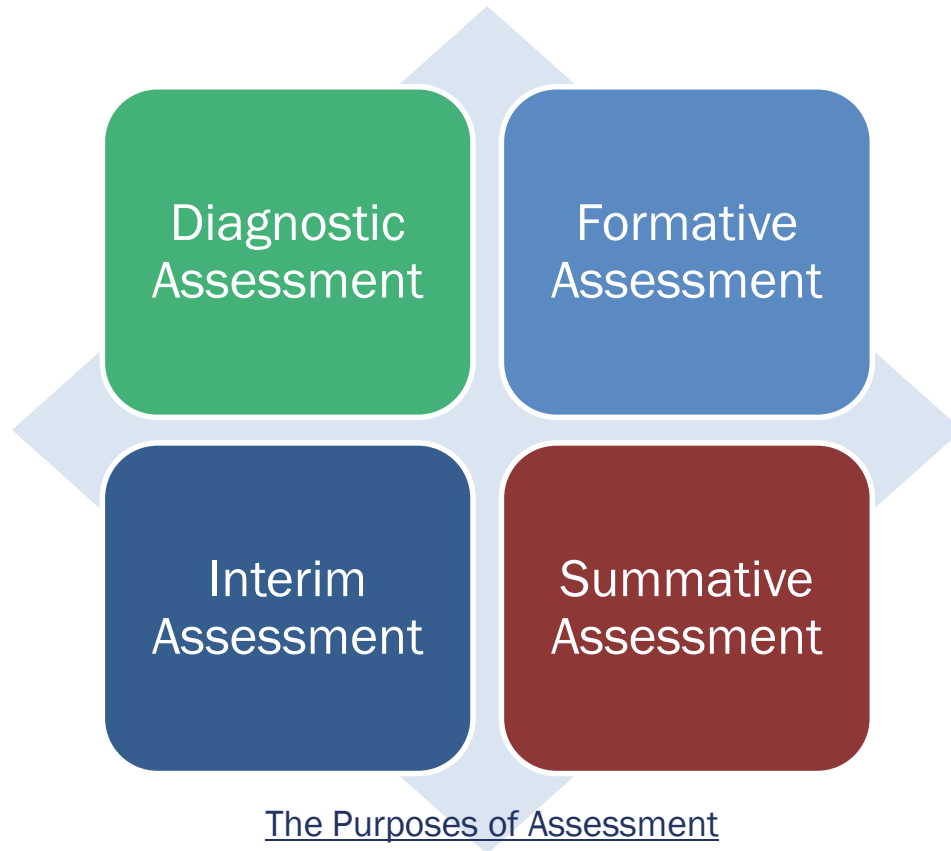 Diagnostic
Assessment
Formative
Assessment
Interim
Assessment
Summative
Assessment
The Purposes of Assessment